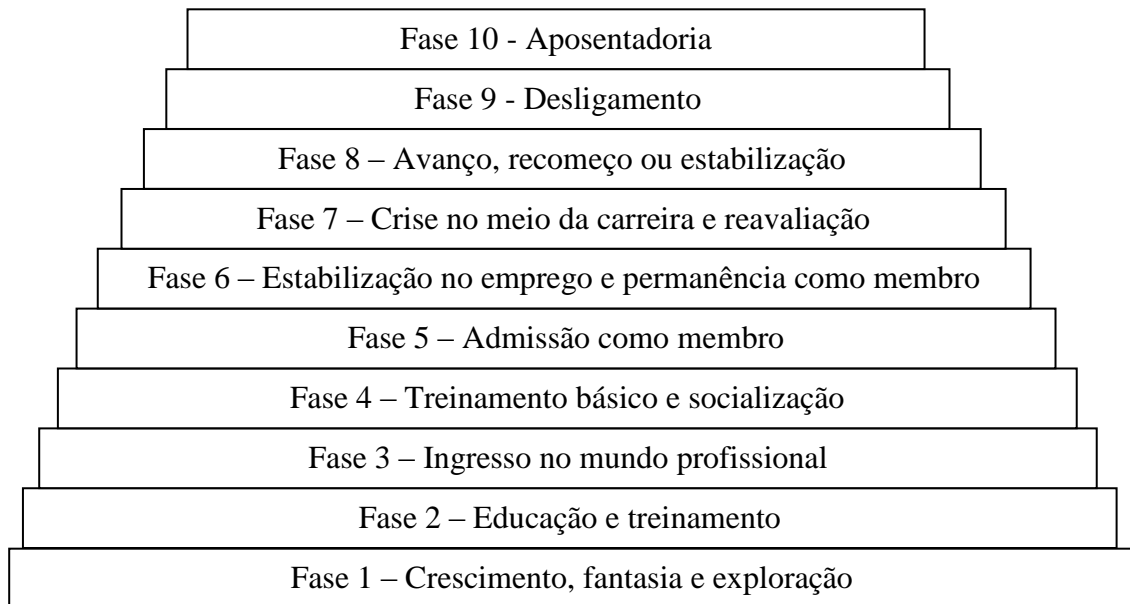 Fase 10 - Aposentadoria
Fase 9 - Desligamento
Fase 8 – Avanço, recomeço ou estabilização
Fase 7 – Crise no meio da carreira e reavaliação
Fase 6 – Estabilização no emprego e permanência como membro
Fase 5 – Admissão como membro
Fase 4 – Treinamento básico e socialização
Fase 3 – Ingresso no mundo profissional
Fase 2 – Educação e treinamento
Fase 1 – Crescimento, fantasia e exploração